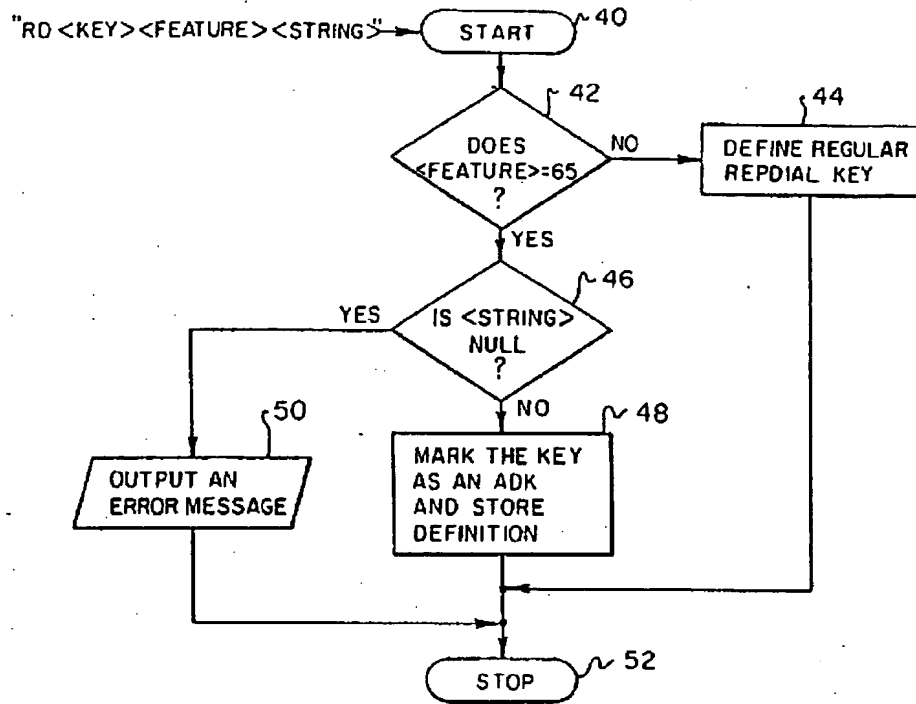 "RD <KEY><FEATURE><STRING>"
START
40
42
DOES
<FEATURE>=65
?
NO
44
DEFINE REGULAR
REPDIAL KEY
YES
46
IS <STRING>
NULL
?
YES
NO
48
MARK THE KEY
AS AN ADK
AND STORE
DEFINITION
50
OUTPUT AN
ERROR MESSAGE
STOP
52